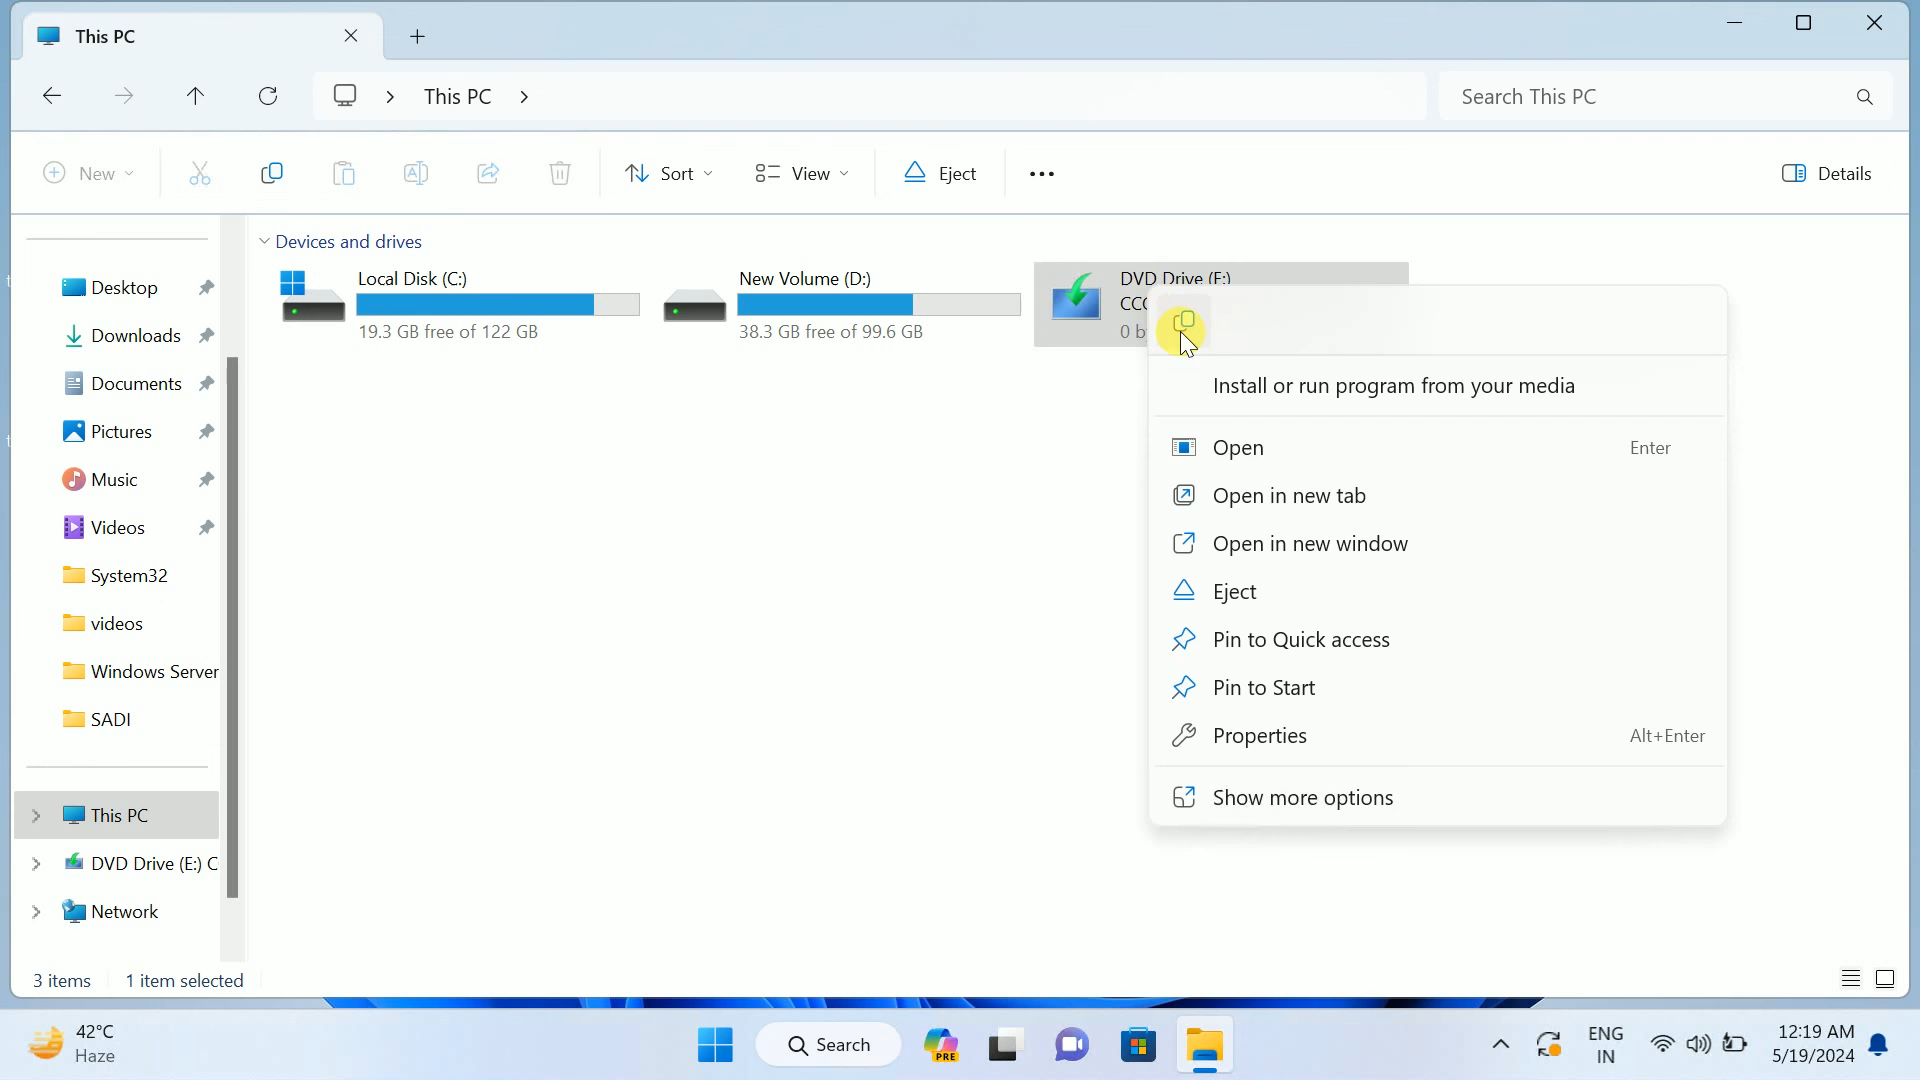 This PC
This PC
Search This PC
New
Sort
View
Eject
Details
Desktop
Downloads
Documents
Pictures
Music
Videos
System32
videos
Windows Server
SADI
This PC
DVD Drive (E:) C
Network
Devices and drives
Local Disk (C:)
19.3 GB free of 122 GB
New Volume (D:)
38.3 GB free of 99.6 GB
DVD Drive (E:)
0 b
Install or run program from your media
Open Enter
Open in new tab
Open in new window
Eject
Pin to Quick access
Pin to Start
Properties Alt+Enter
Show more options
3 items 1 item selected
42°C
Haze
Search
PRE
ENG
IN
12:19 AM
5/19/2024